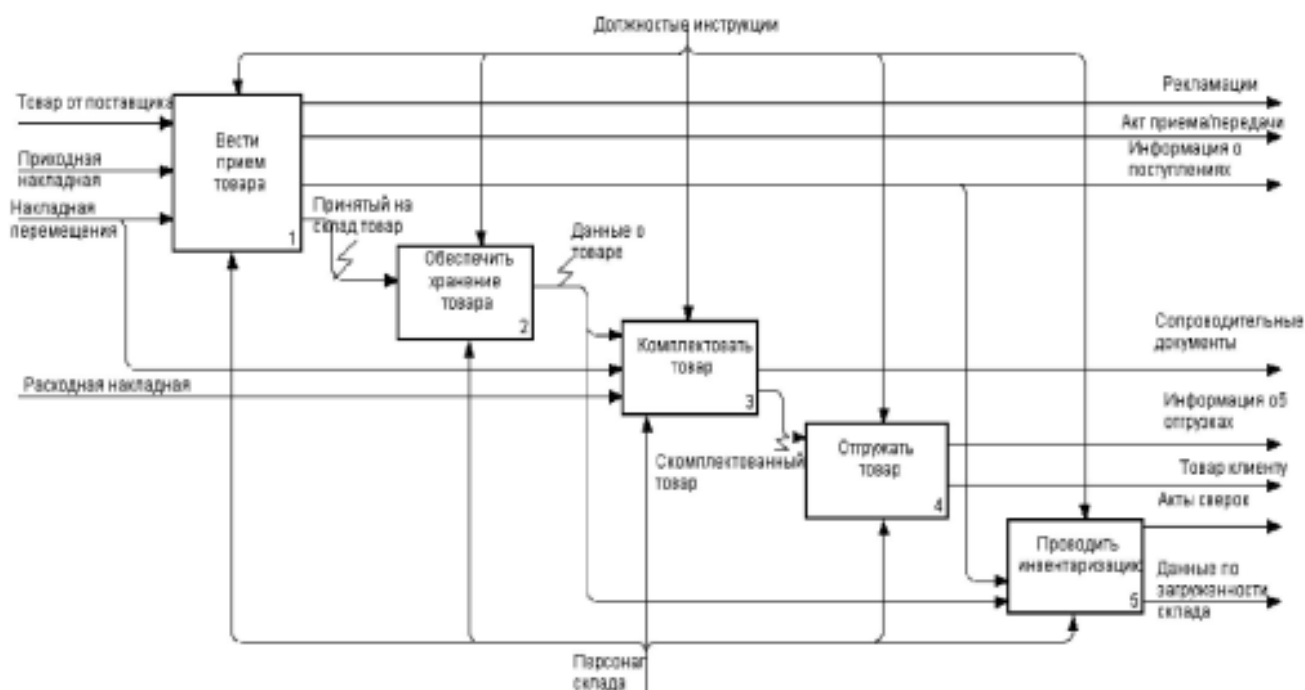 Должностые инструкции
Товар от поставщика
Приходная
накладная
Накладная
перемещения
Вести
прием
товара
1
Рекламации
Акт приема/передачи
Информация о
поступлениях
Принятый на
склад товар
Обеспечить
хранение
товара
2
Данные о
товаре
Расходная накладная
Комплектовать
товар
3
Сопроводительные
документы
Скомплектованный
товар
Отгружать
товар
4
Информация об
отгрузках
Товар клиенту
Акты сверок
Проводить
инвентаризацию
5
Данные по
загруженности
склада
Персонал
склада